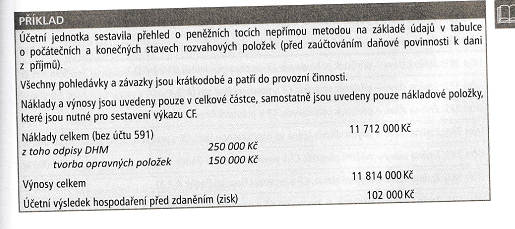 PŘÍKLAD
Účetní jednotka sestavila přehled o peněžních tocích nepřímou metodou na základě údajů v tabulce
o počátečních a konečných stavech rozvahových položek (před zaúčtováním daňové povinnosti k dani
z příjmů).
Všechny pohledávky a závazky jsou krátkodobé a patří do provozní činnosti.
Náklady a výnosy jsou uvedeny pouze v celkové částce, samostatně jsou uvedeny pouze nákladové položky,
které jsou nutné pro sestavení výkazu CF.
Náklady celkem (bez účtu 591) 11 712 000 Kč
z toho odpisy DHM 250 000 Kč
tvorba opravných položek 150 000 Kč
Výnosy celkem 11 814 000 Kč
Účetní výsledek hospodaření před zdaněním (zisk) 102 000 Kč